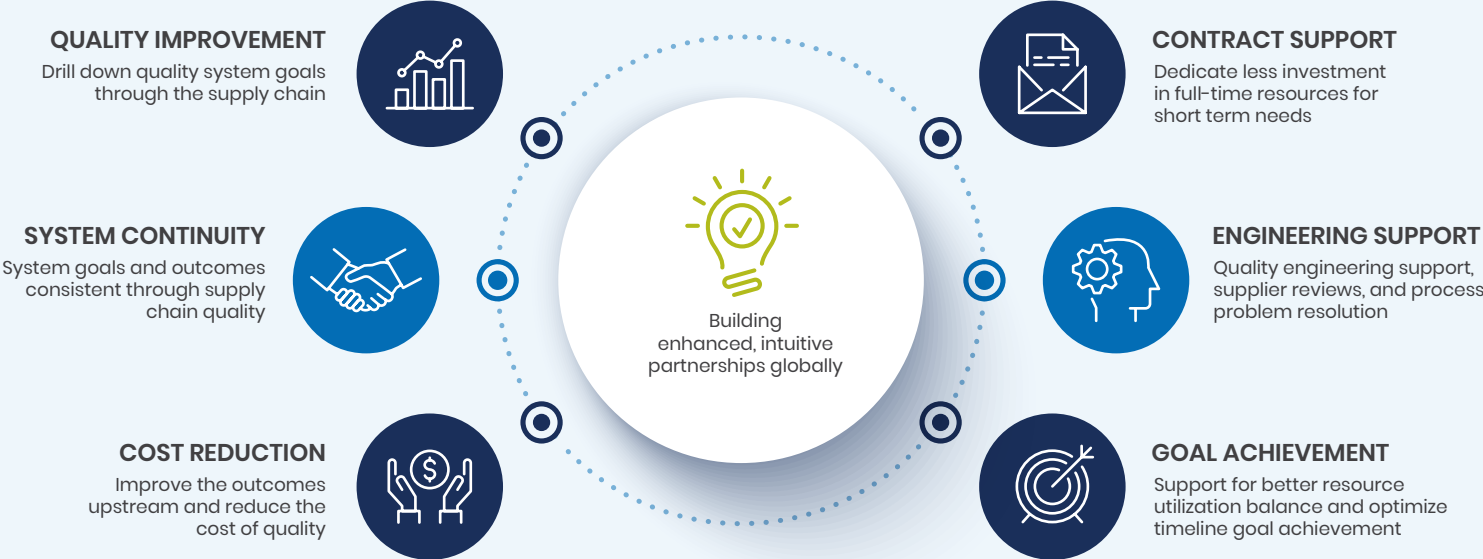 QUALITY IMPROVEMENT
Drill down quality system goals
through the supply chain
SYSTEM CONTINUITY
System goals and outcomes
consistent through supply
chain quality
COST REDUCTION
Improve the outcomes
upstream and reduce the
cost of quality
$
Building
enhanced, intuitive
partnerships globally
CONTRACT SUPPORT
Dedicate less investment
in full-time resources for
short term needs
ENGINEERING SUPPORT
Quality engineering support,
supplier reviews, and process
problem resolution
GOAL ACHIEVEMENT
Support for better resource
utilization balance and optimize
timeline goal achievement